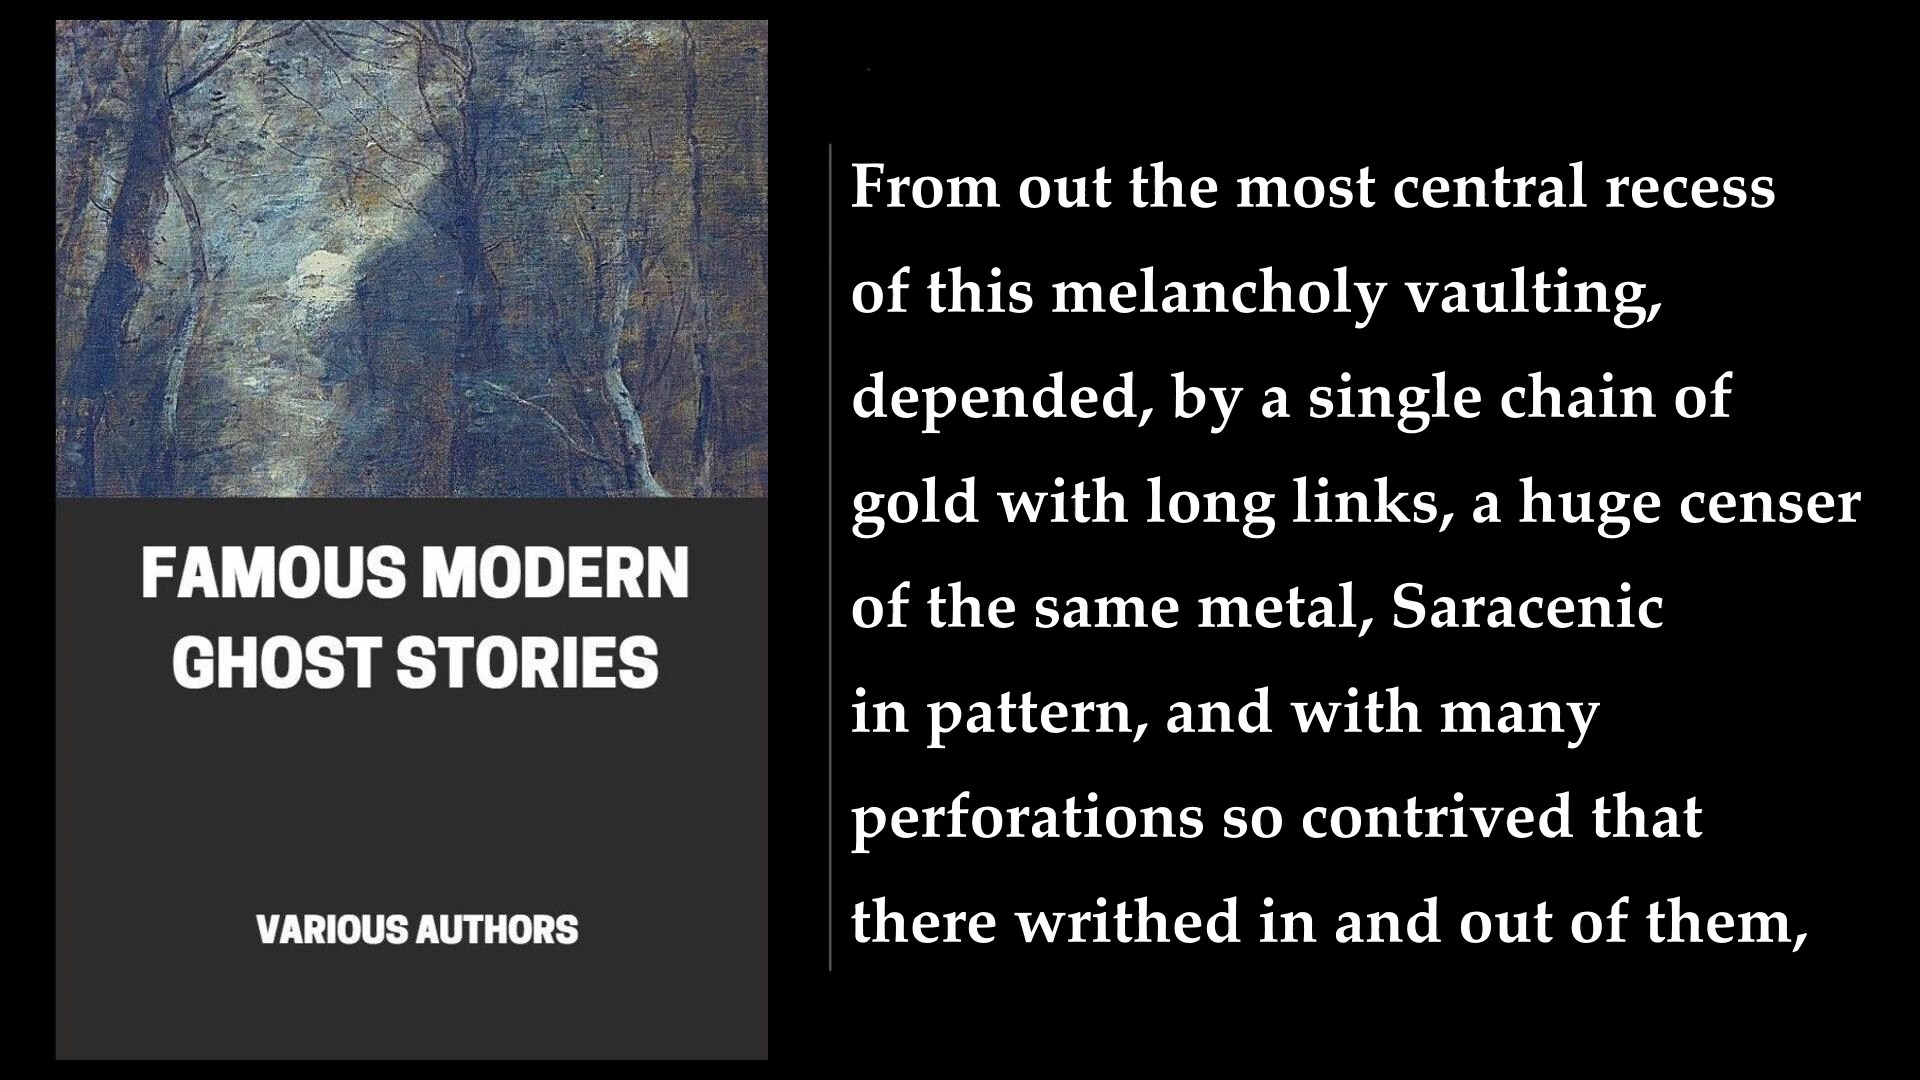 FAMOUS MODERN
GHOST STORIES
VARIOUS AUTHORS
From out the most central recess
of this melancholy vaulting,
depended, by a single chain of
gold with long links, a huge censer
of the same metal, Saracenic
in pattern, and with many
perforations so contrived that
there writhed in and out of them,